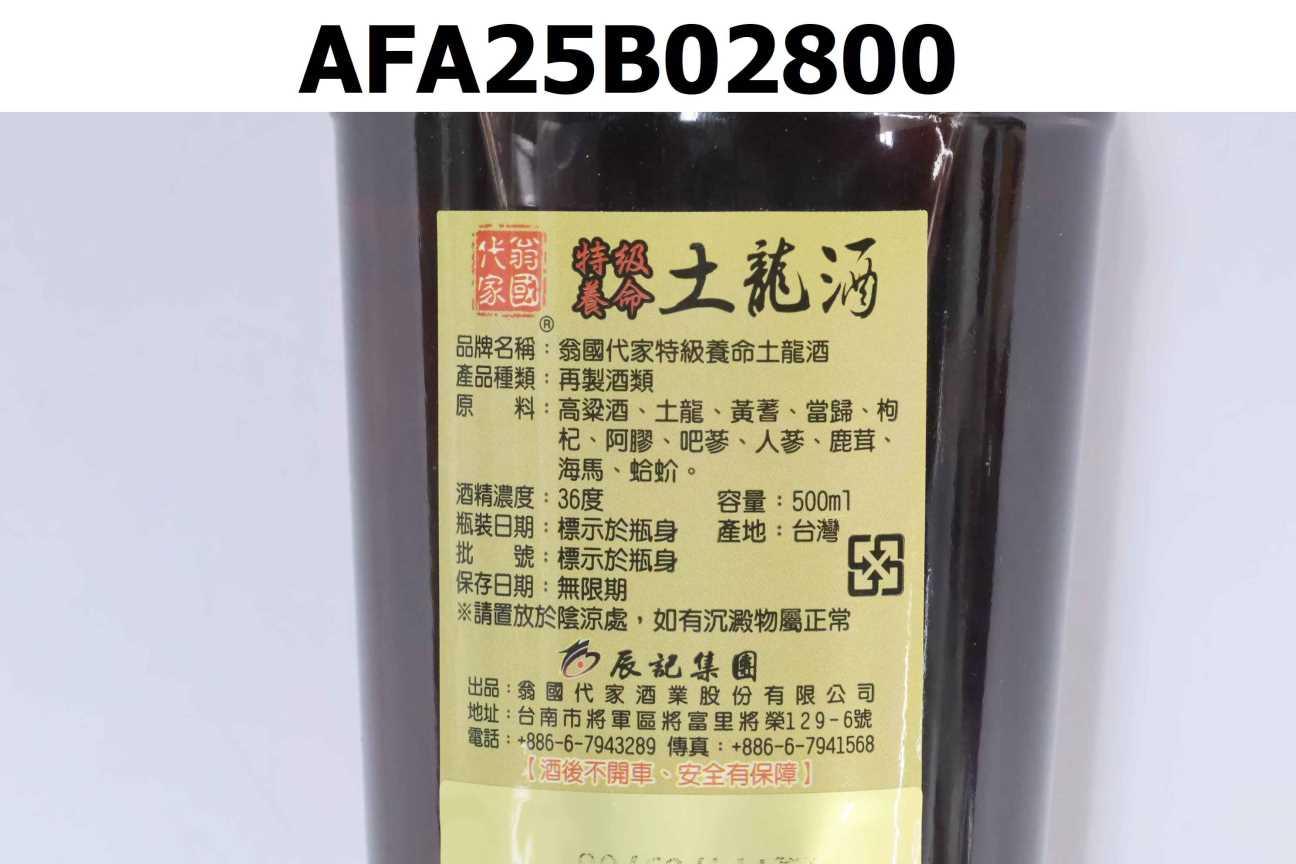 AFA25B02800
翁國代家
®
特級養命土龍酒
品牌名稱：翁國代家特級養命土龍酒
產品種類：再製酒類
原　料：高粱酒、土龍、黃蓍、當歸、枸
杞、阿膠、吧蔘、人蔘、鹿茸、
海馬、蛤蚧。
酒精濃度：36度　容量：500ml
瓶裝日期：標示於瓶身　產地：台灣
批　號：標示於瓶身
保存日期：無限期
※請置放於陰涼處，如有沉澱物屬正常
辰記集團
出品：翁國代家酒業股份有限公司
地址：台南市將軍區將富里將榮129-6號
電話：+886-6-7943289 傳真：+886-6-7941568
【酒後不開車、安全有保障】